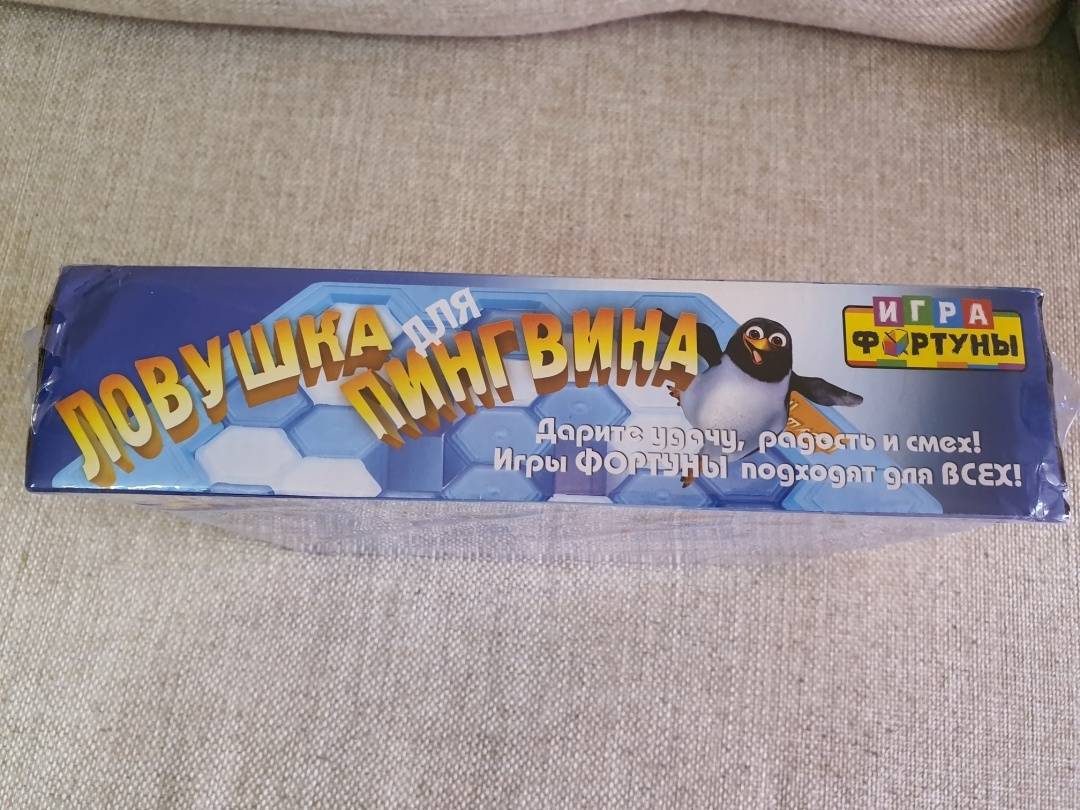 ЛОВУШКА
ДЛЯ
ПИНГВИНА
ИГРА
ФОРТУНЫ
Дарите удачу, радость и смех!
Игры ФОРТУНЫ подходят для ВСЕХ!